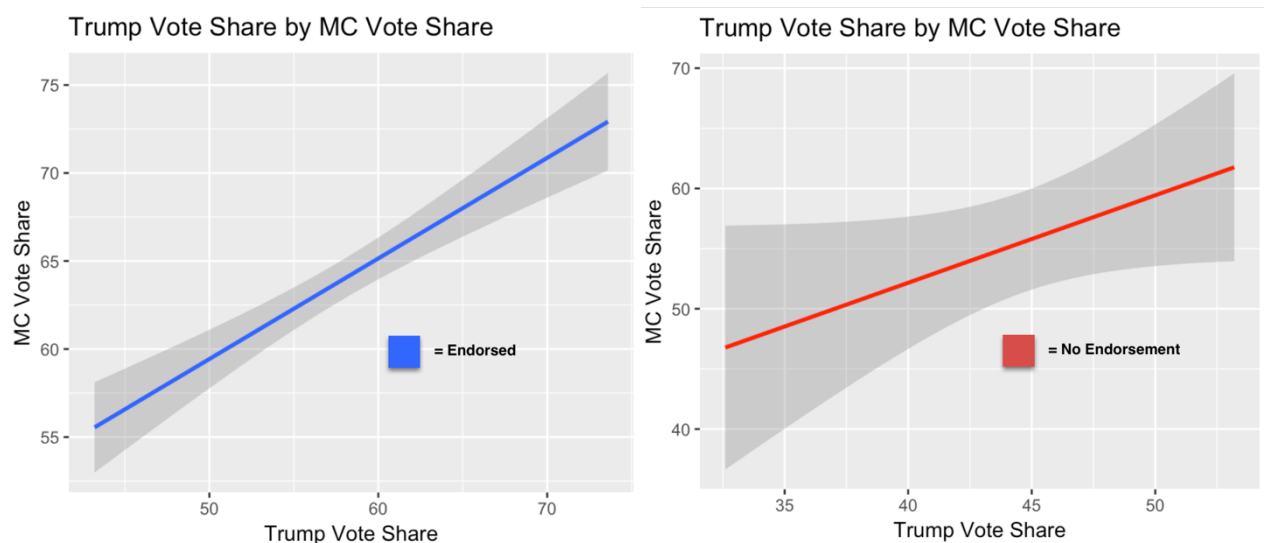 Trump Vote Share by MC Vote Share
75
70
65
60
55
MC Vote Share
50
60
70
Trump Vote Share
= Endorsed
Trump Vote Share by MC Vote Share
70
60
50
40
MC Vote Share
35
40
45
50
Trump Vote Share
= No Endorsement